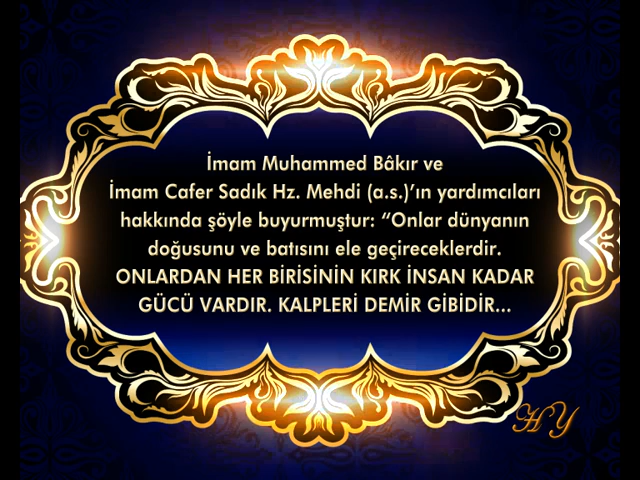 İmam Muhammed Bâkır ve
İmam Cafer Sadık Hz. Mehdi (a.s.)’ın yardımcıları
hakkında şöyle buyurmuştur: “Onlar dünyanın
doğusunu ve batısını ele geçireceklerdir.
ONLARDAN HER BİRİSİNİN KIRK İNSAN KADAR
GÜCÜ VARDIR. KALPLERİ DEMİR GİBİDİR...
HY